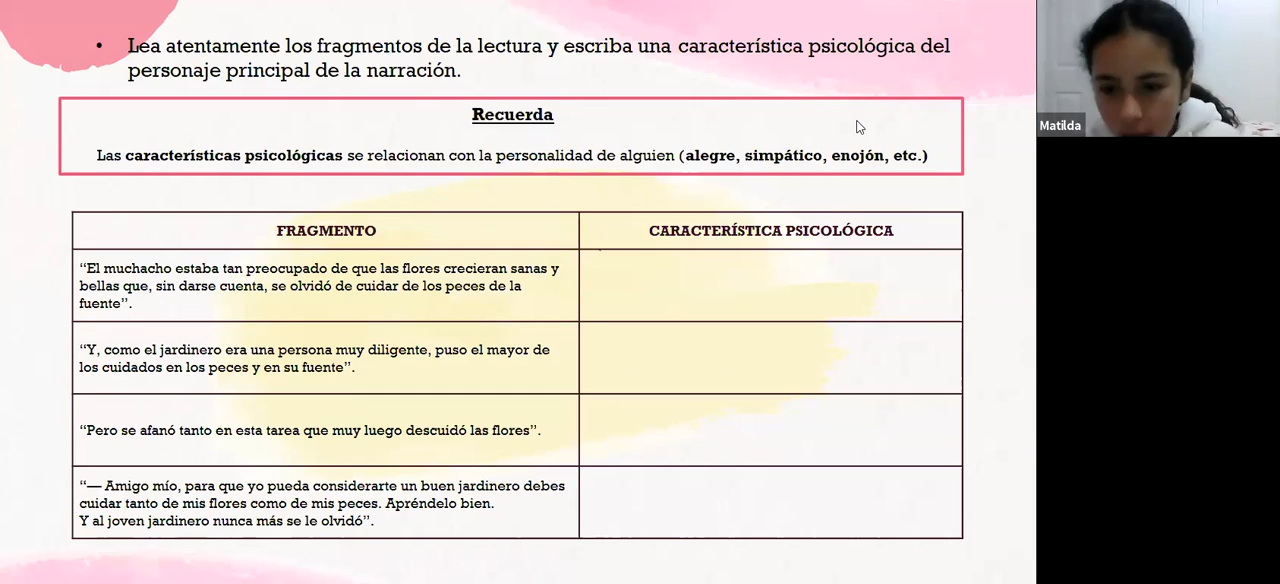 • Lea atentamente los fragmentos de la lectura y escriba una característica psicológica del
personaje principal de la narración.
Recuerda
Las características psicológicas se relacionan con la personalidad de alguien (alegre, simpático, enojón, etc.)
FRAGMENTO
CARACTERÍSTICA PSICOLÓGICA
“El muchacho estaba tan preocupado de que las flores crecieran sanas y
bellas que, sin darse cuenta, se olvidó de cuidar de los peces de la
fuente”.
“Y, como el jardinero era una persona muy diligente, puso el mayor de
los cuidados en los peces y en su fuente”.
“Pero se afanó tanto en esta tarea que muy luego descuidó las flores”.
“— Amigo mío, para que yo pueda considerarte un buen jardinero debes
cuidar tanto de mis flores como de mis peces. Apréndelo bien.
Y al joven jardinero nunca más se le olvidó”.
Matilda